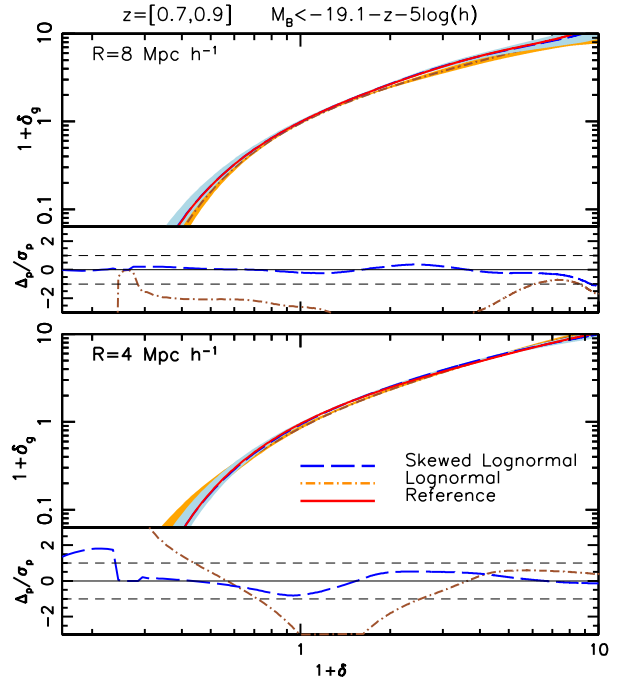 z=[0.7,0.9] M_B<−19.1−z−5log(h)
R=8 Mpc h⁻¹
10
1
0.1
1+δ_g
2
0
−2
Δ_p/σ_p
R=4 Mpc h⁻¹
10
1
0.1
1+δ_g
Skewed Lognormal
Lognormal
Reference
2
0
−2
Δ_p/σ_p
1 10
1+δ